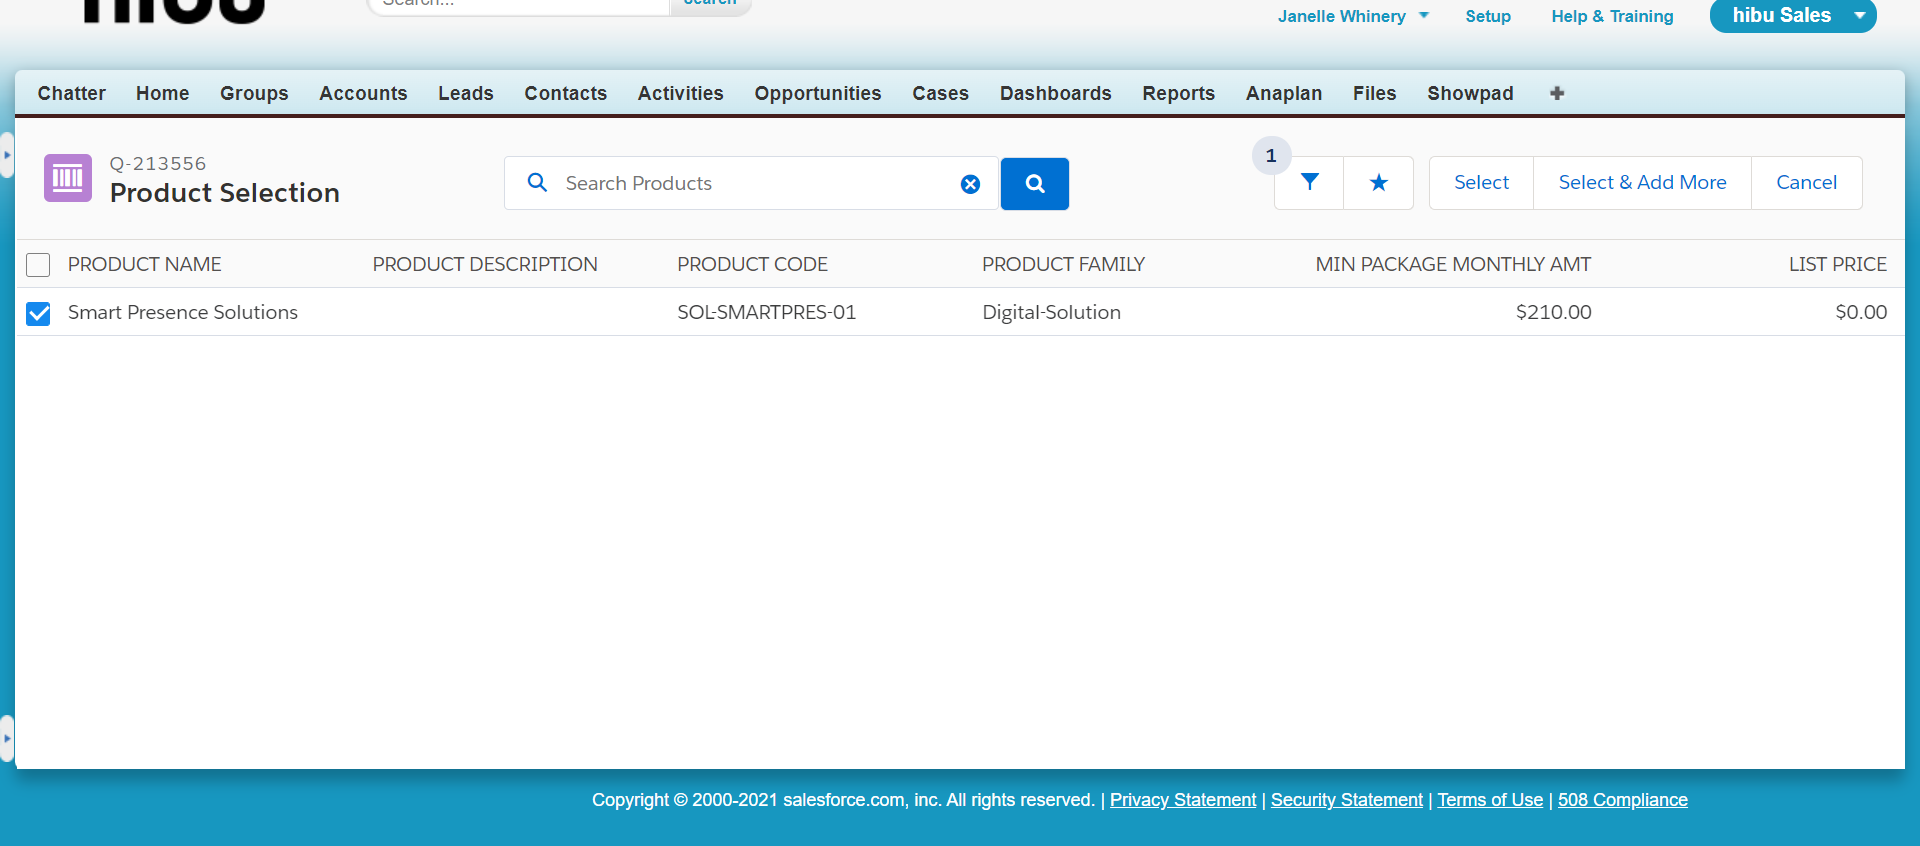 hibu
Search...
Search
Janelle Whinery
Setup
Help & Training
hibu Sales
Chatter Home Groups Accounts Leads Contacts Activities Opportunities Cases Dashboards Reports Anaplan Files Showpad
Q-213556
Product Selection
Search Products
1
Select
Select & Add More
Cancel
PRODUCT NAME PRODUCT DESCRIPTION PRODUCT CODE PRODUCT FAMILY MIN PACKAGE MONTHLY AMT LIST PRICE
Smart Presence Solutions SOL-SMARTPRES-01 Digital-Solution $210.00 $0.00
Copyright © 2000-2021 salesforce.com, inc. All rights reserved. | Privacy Statement | Security Statement | Terms of Use | 508 Compliance